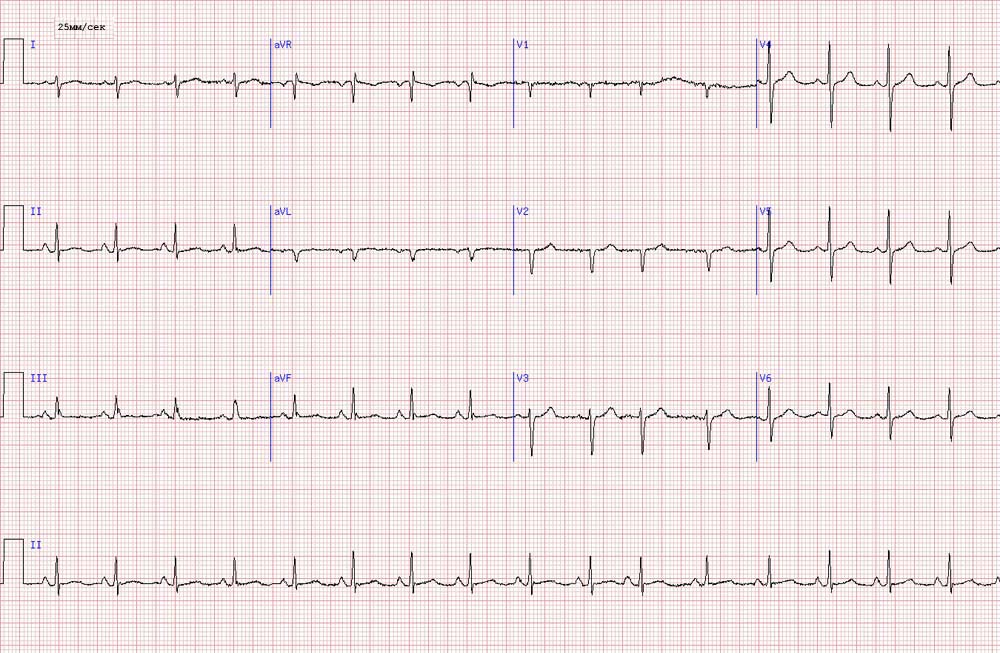 25мм/сек
I aVR V1 V4
II aVL V2 V5
III aVF V3 V6
II